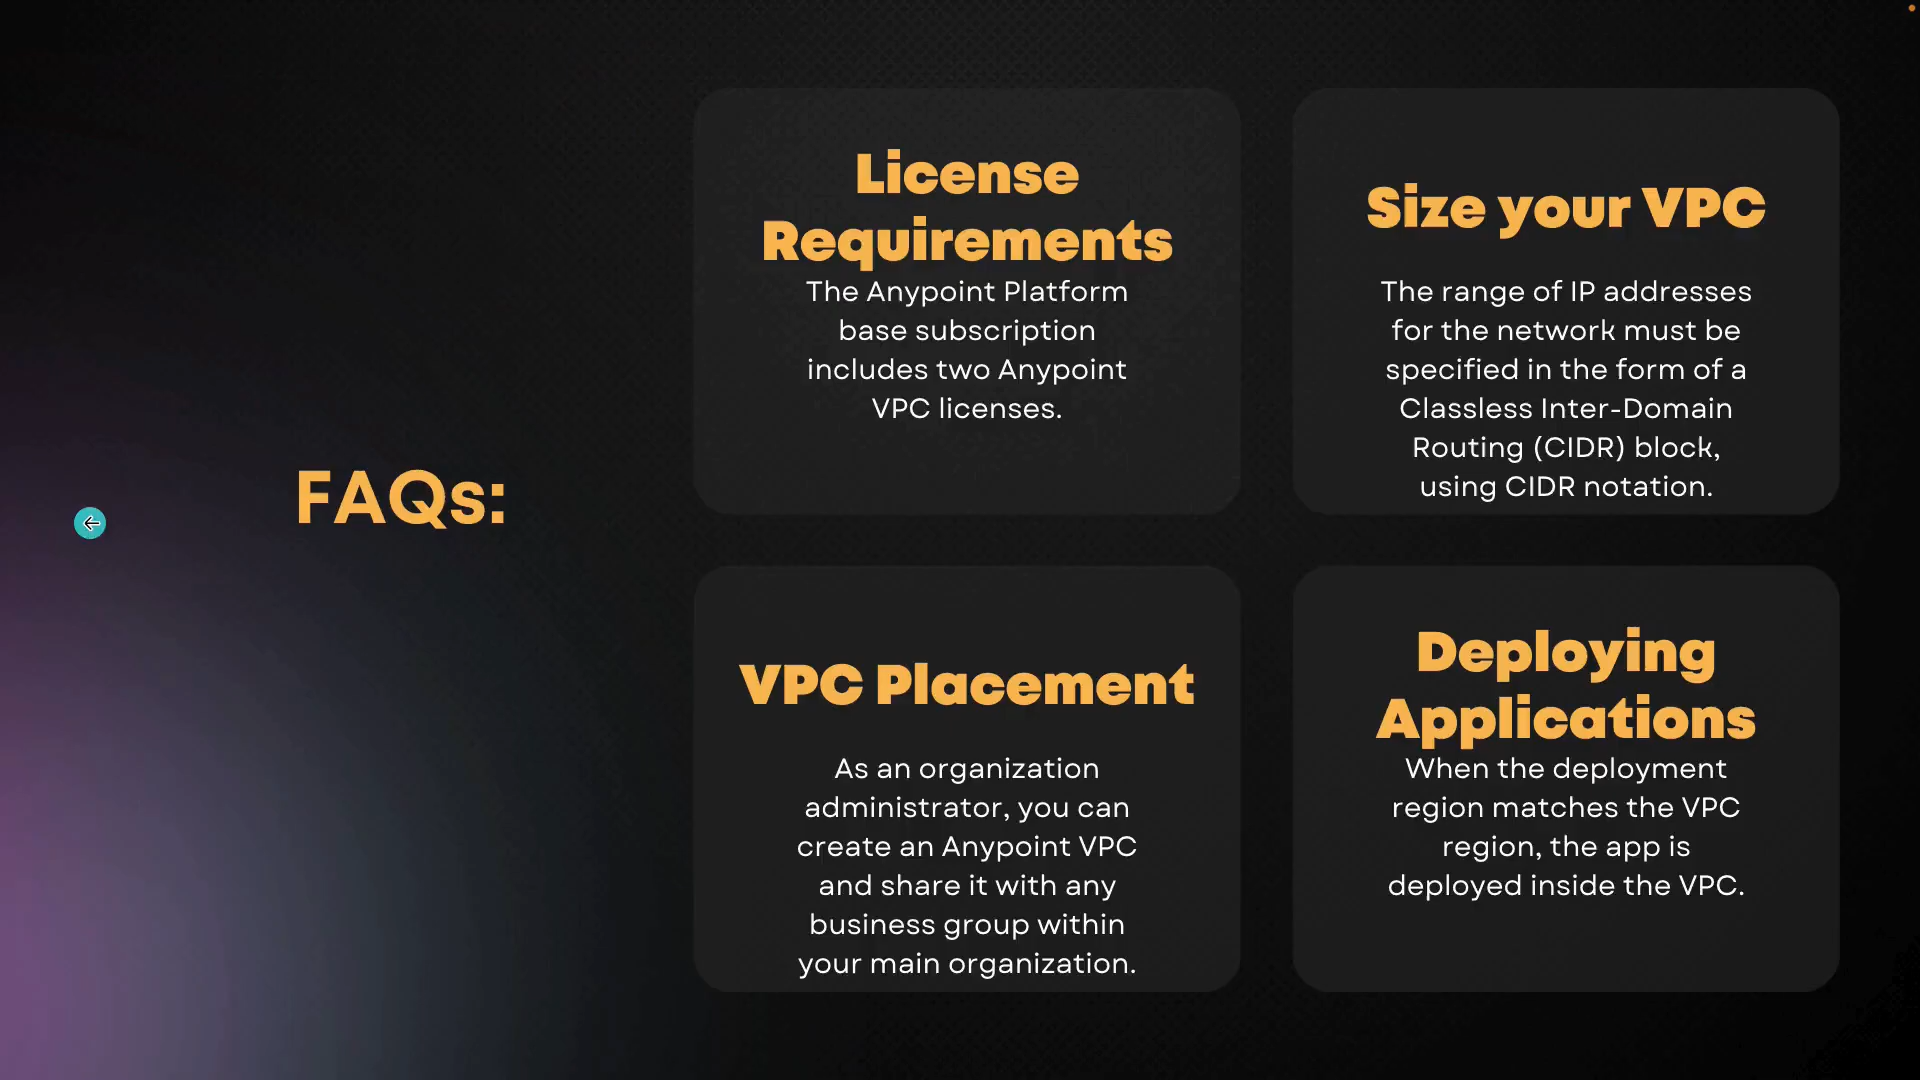 FAQs:
License
Requirements
The Anypoint Platform
base subscription
includes two Anypoint
VPC licenses.
Size your VPC
The range of IP addresses
for the network must be
specified in the form of a
Classless Inter-Domain
Routing (CIDR) block,
using CIDR notation.
VPC Placement
As an organization
administrator, you can
create an Anypoint VPC
and share it with any
business group within
your main organization.
Deploying
Applications
When the deployment
region matches the VPC
region, the app is
deployed inside the VPC.